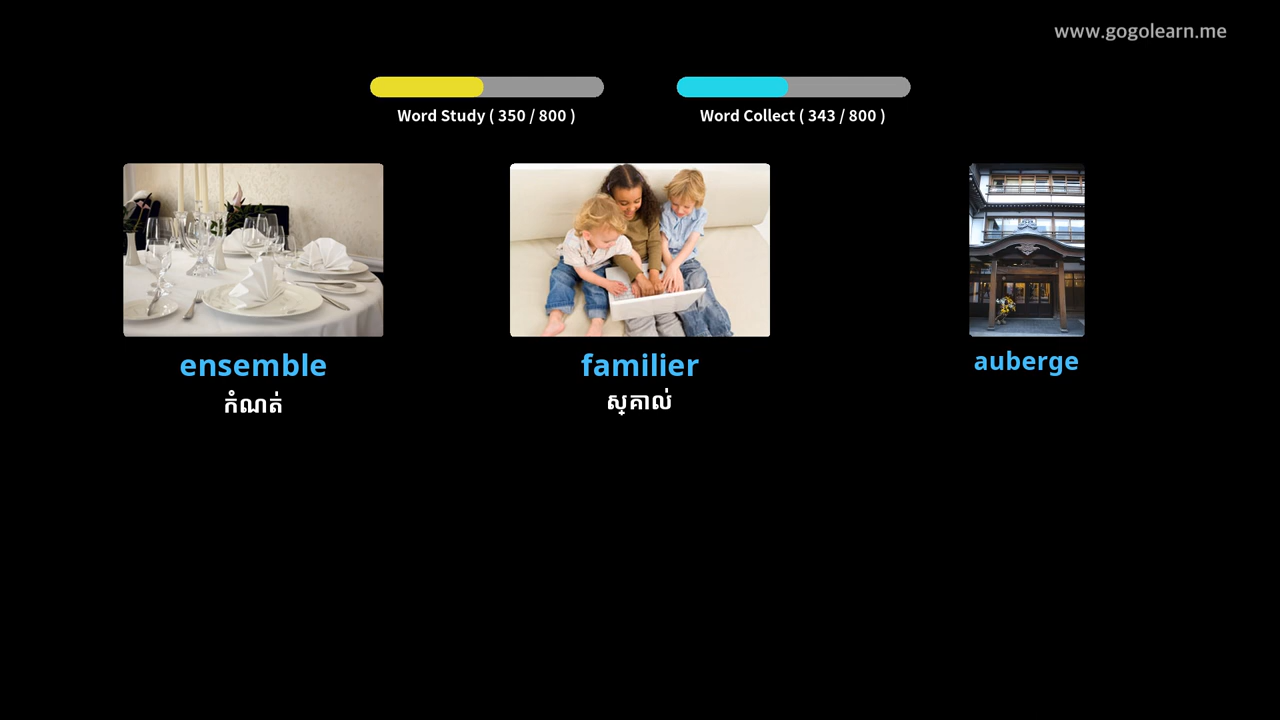 www.gogolearn.me
Word Study ( 350 / 800 )
Word Collect ( 343 / 800 )
ensemble
កំណត់
familier
ស្គាល់
auberge